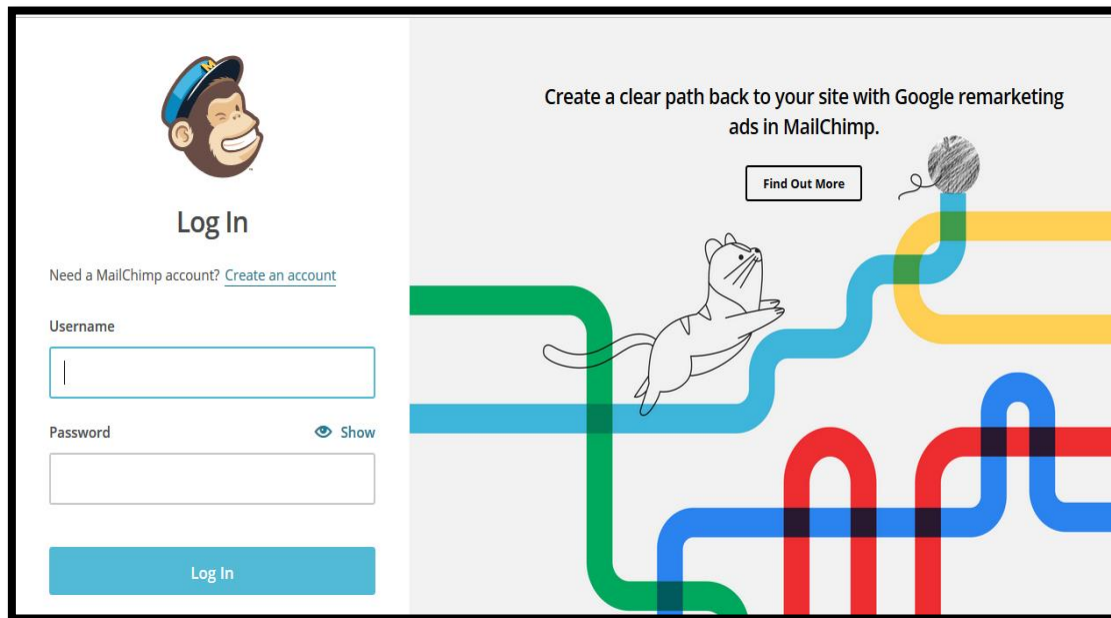 Log In
Need a MailChimp account? Create an account
Username
Password Show
Log In
Create a clear path back to your site with Google remarketing
ads in MailChimp.
Find Out More